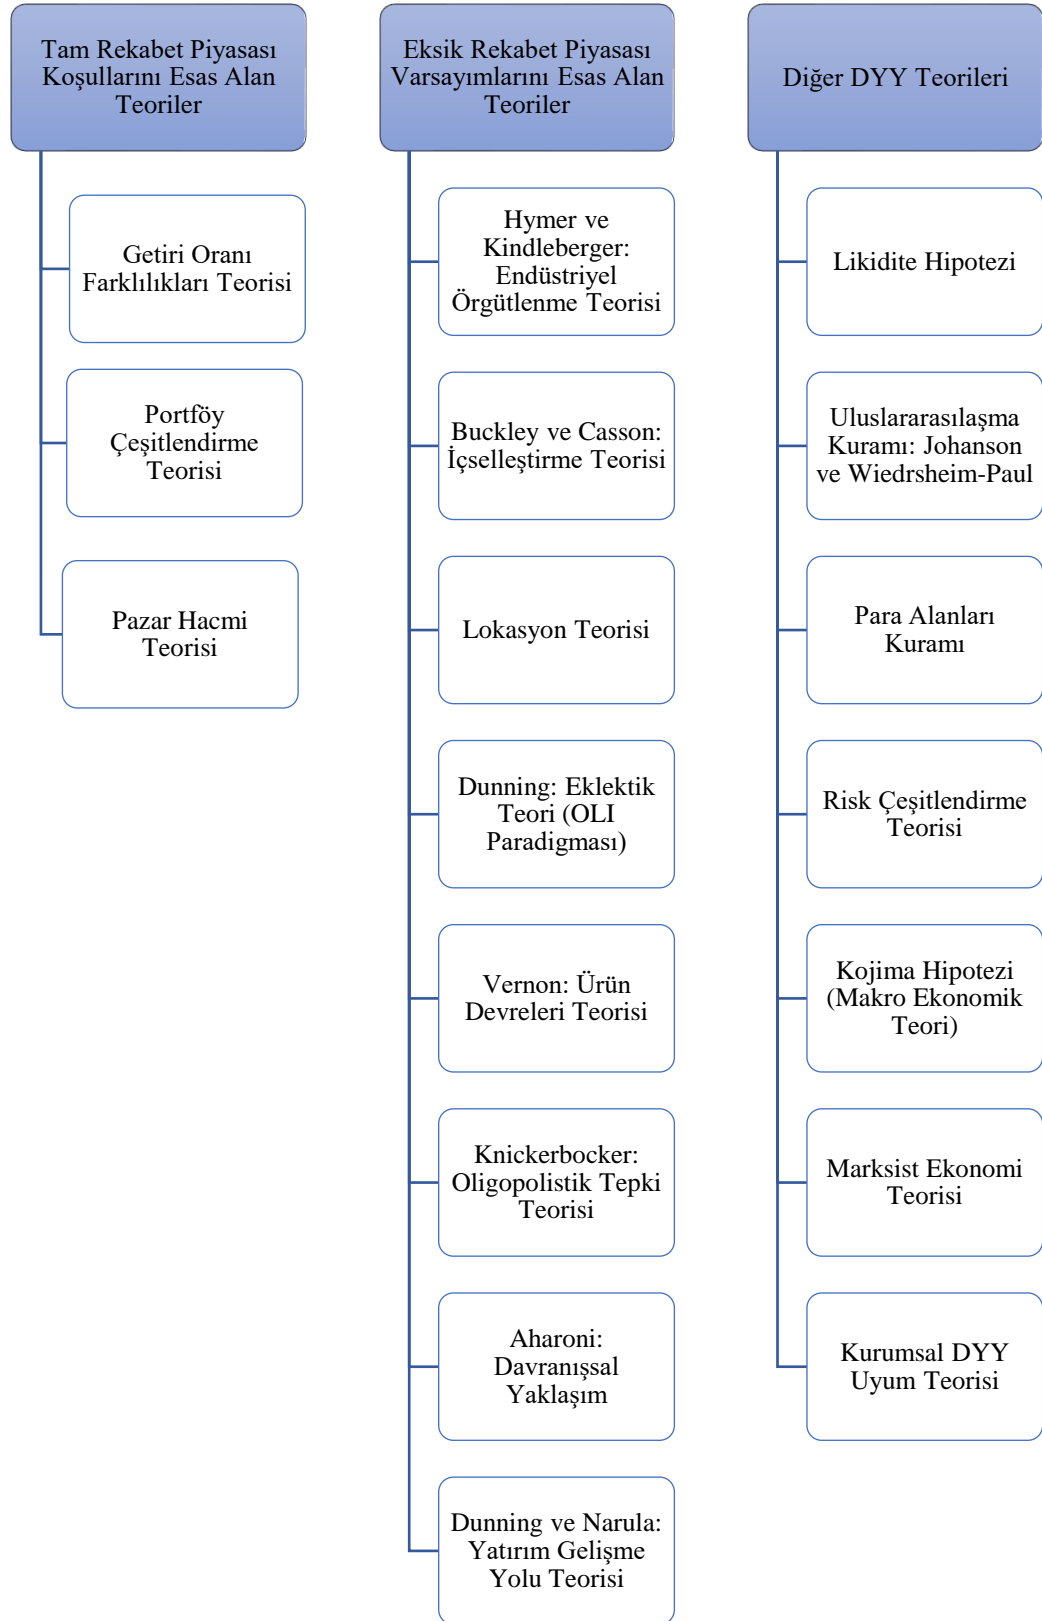 Tam Rekabet Piyasası
Koşullarını Esas Alan
Teoriler
Getiri Oranı
Farklılıkları Teorisi
Portföy
Çeşitlendirme
Teorisi
Pazar Hacmi
Teorisi
Eksik Rekabet Piyasası
Varsayımlarını Esas Alan
Teoriler
Hymer ve
Kindleberger:
Endüstriyel
Örgütlenme Teorisi
Buckley ve Casson:
İçselleştirme Teorisi
Lokasyon Teorisi
Dunning: Eklektik
Teori (OLI
Paradigması)
Vernon: Ürün
Devreleri Teorisi
Knickerbocker:
Oligopolistik Tepki
Teorisi
Aharoni:
Davranışsal
Yaklaşım
Dunning ve Narula:
Yatırım Gelişme
Yolu Teorisi
Diğer DYY Teorileri
Likidite Hipotezi
Uluslararasılaşma
Kuramı: Johanson
ve Wiedrsheim-Paul
Para Alanları
Kuramı
Risk Çeşitlendirme
Teorisi
Kojima Hipotezi
(Makro Ekonomik
Teori)
Marksist Ekonomi
Teorisi
Kurumsal DYY
Uyum Teorisi